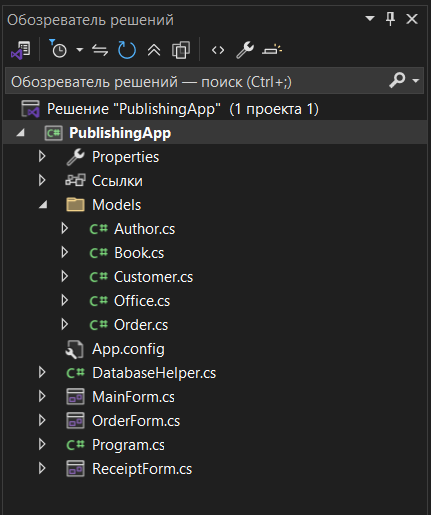 Обозреватель решений
Обозреватель решений — поиск (Ctrl+;)
Решение "PublishingApp" (1 проекта 1)
C# PublishingApp
Properties
Ссылки
Models
C# Author.cs
C# Book.cs
C# Customer.cs
C# Office.cs
C# Order.cs
App.config
C# DatabaseHelper.cs
MainForm.cs
OrderForm.cs
C# Program.cs
ReceiptForm.cs